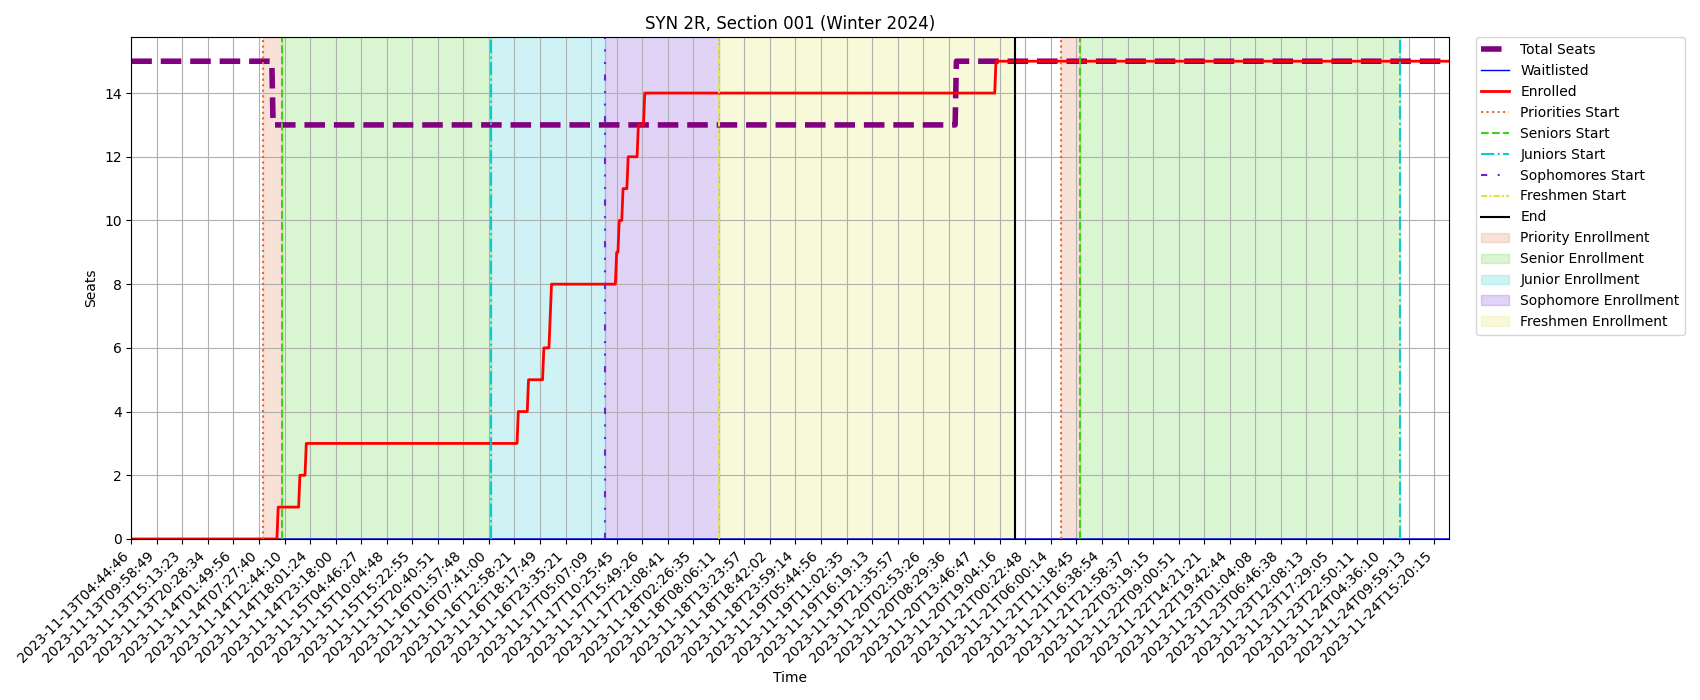 SYN 2R, Section 001 (Winter 2024)
Seats
14
12
10
8
6
4
2
0
2023-11-13T04:44:46
2023-11-13T09:58:49
2023-11-13T15:13:23
2023-11-13T20:28:34
2023-11-14T01:49:56
2023-11-14T07:27:40
2023-11-14T12:44:10
2023-11-14T18:01:24
2023-11-14T23:18:00
2023-11-15T04:46:27
2023-11-15T10:04:48
2023-11-15T15:22:55
2023-11-15T20:40:51
2023-11-16T01:57:48
2023-11-16T07:41:00
2023-11-16T12:58:21
2023-11-16T18:17:49
2023-11-16T23:35:21
2023-11-17T05:07:09
2023-11-17T10:25:45
2023-11-17T15:49:26
2023-11-17T21:08:41
2023-11-18T02:26:35
2023-11-18T08:06:11
2023-11-18T13:23:57
2023-11-18T18:42:02
2023-11-18T23:59:14
2023-11-19T05:44:56
2023-11-19T11:02:35
2023-11-19T16:19:13
2023-11-19T21:35:57
2023-11-20T02:53:26
2023-11-20T08:29:36
2023-11-20T13:46:47
2023-11-20T19:04:16
2023-11-21T00:22:48
2023-11-21T06:00:14
2023-11-21T11:18:45
2023-11-21T16:38:54
2023-11-21T21:58:37
2023-11-22T03:19:15
2023-11-22T09:00:51
2023-11-22T14:21:21
2023-11-22T19:42:44
2023-11-23T01:04:08
2023-11-23T06:46:38
2023-11-23T12:08:13
2023-11-23T17:29:05
2023-11-23T22:50:11
2023-11-24T04:36:10
2023-11-24T09:59:13
2023-11-24T15:20:15
Time
Total Seats
Waitlisted
Enrolled
Priorities Start
Seniors Start
Juniors Start
Sophomores Start
Freshmen Start
End
Priority Enrollment
Senior Enrollment
Junior Enrollment
Sophomore Enrollment
Freshmen Enrollment